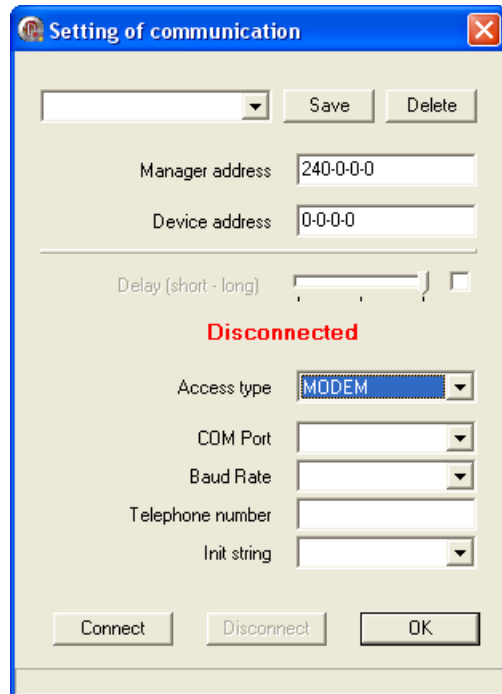 Setting of communication
Save Delete
Manager address 240-0-0-0
Device address 0-0-0-0
Delay (short - long)
Disconnected
Access type MODEM
COM Port
Baud Rate
Telephone number
Init string
Connect Disconnect OK